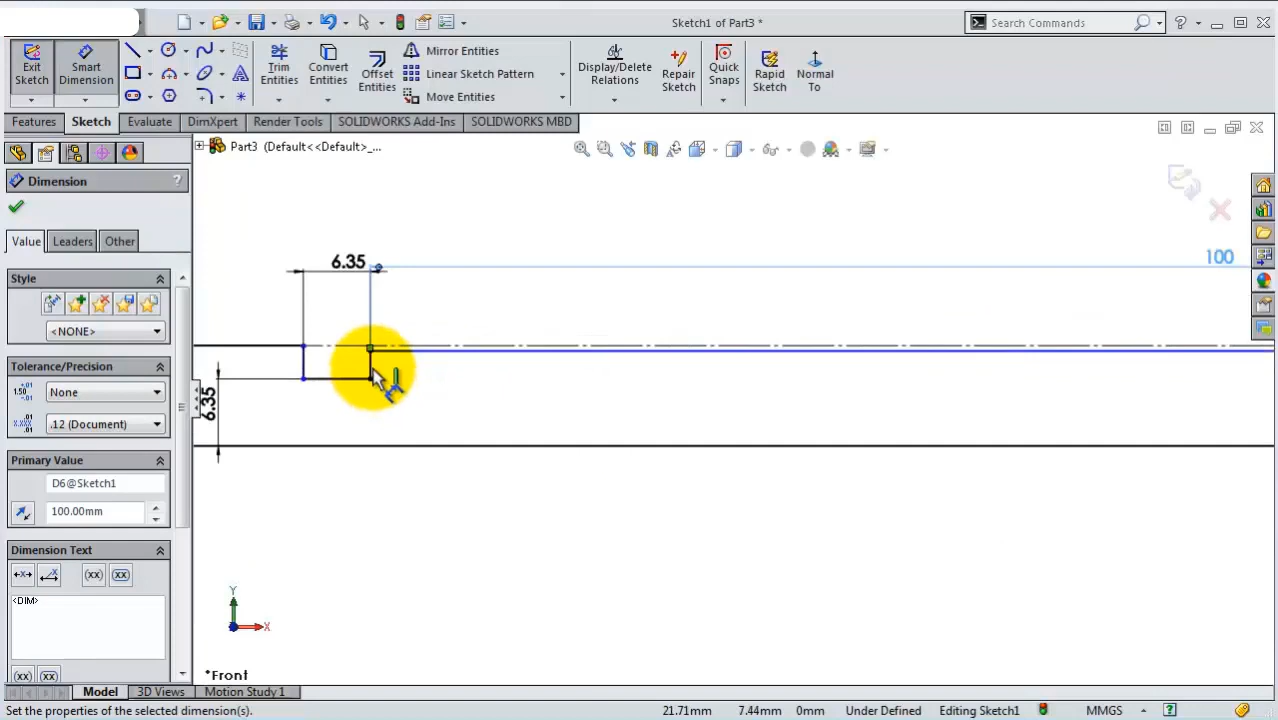 Sketch1 of Part3 *
Search Commands
Exit Sketch
Smart Dimension
Trim Entities
Convert Entities
Offset Entities
Mirror Entities
Linear Sketch Pattern
Move Entities
Display/Delete Relations
Repair Sketch
Quick Snaps
Rapid Sketch
Normal To
Features Sketch Evaluate DimXpert Render Tools SOLIDWORKS Add-Ins SOLIDWORKS MBD
Part3 (Default<<Default>_...
Dimension ?
Value Leaders Other
Style
<NONE>
Tolerance/Precision
None
.12 (Document)
Primary Value
D6@Sketch1
100.00mm
Dimension Text
(xx) (xx)
<DIM>
(xx) (xx)
6.35
100
6.35
Y
X
*Front
Model 3D Views Motion Study 1
Set the properties of the selected dimension(s). 21.71mm 7.44mm 0mm Under Defined Editing Sketch1 MMGS